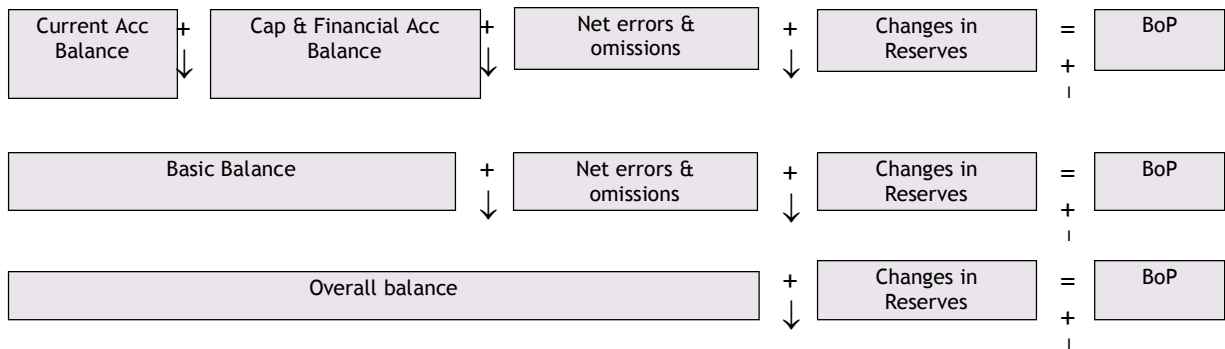 Current Acc + Cap & Financial Acc + Net errors & + Changes in = BoP
Balance ↓ Balance ↓ omissions ↓ Reserves +
Basic Balance + Net errors & + Changes in = BoP
↓ omissions ↓ Reserves +
Overall balance + Changes in = BoP
↓ Reserves +